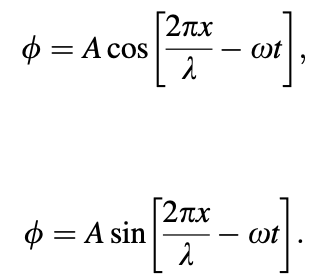 ϕ = A cos[2πx/λ − ωt],
ϕ = A sin[2πx/λ − ωt].